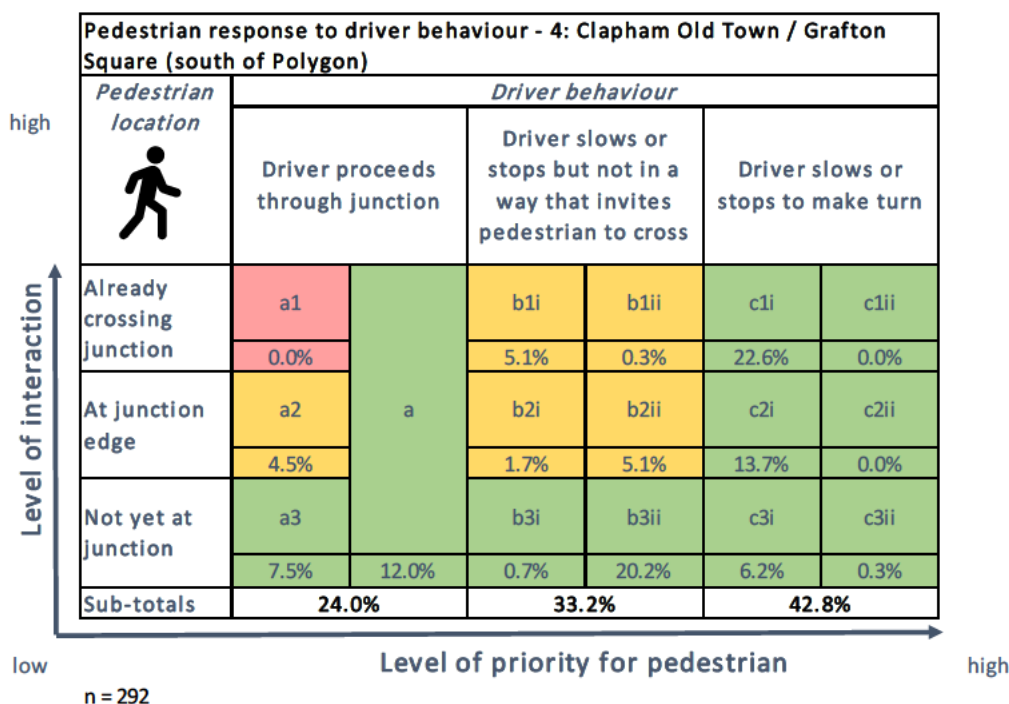 Pedestrian response to driver behaviour - 4: Clapham Old Town / Grafton
Square (south of Polygon)
Pedestrian
location
Driver behaviour
high
Driver proceeds
through junction
Driver slows or
stops but not in a
way that invites
pedestrian to cross
Driver slows or
stops to make turn
Level of interaction
Already
crossing
junction
a1
b1i
b1ii
c1i
c1ii
0.0%
5.1%
0.3%
22.6%
0.0%
At junction
edge
a2
a
b2i
b2ii
c2i
c2ii
4.5%
1.7%
5.1%
13.7%
0.0%
Not yet at
junction
a3
b3i
b3ii
c3i
c3ii
7.5%
12.0%
0.7%
20.2%
6.2%
0.3%
Sub-totals
24.0%
33.2%
42.8%
low
Level of priority for pedestrian
high
n = 292